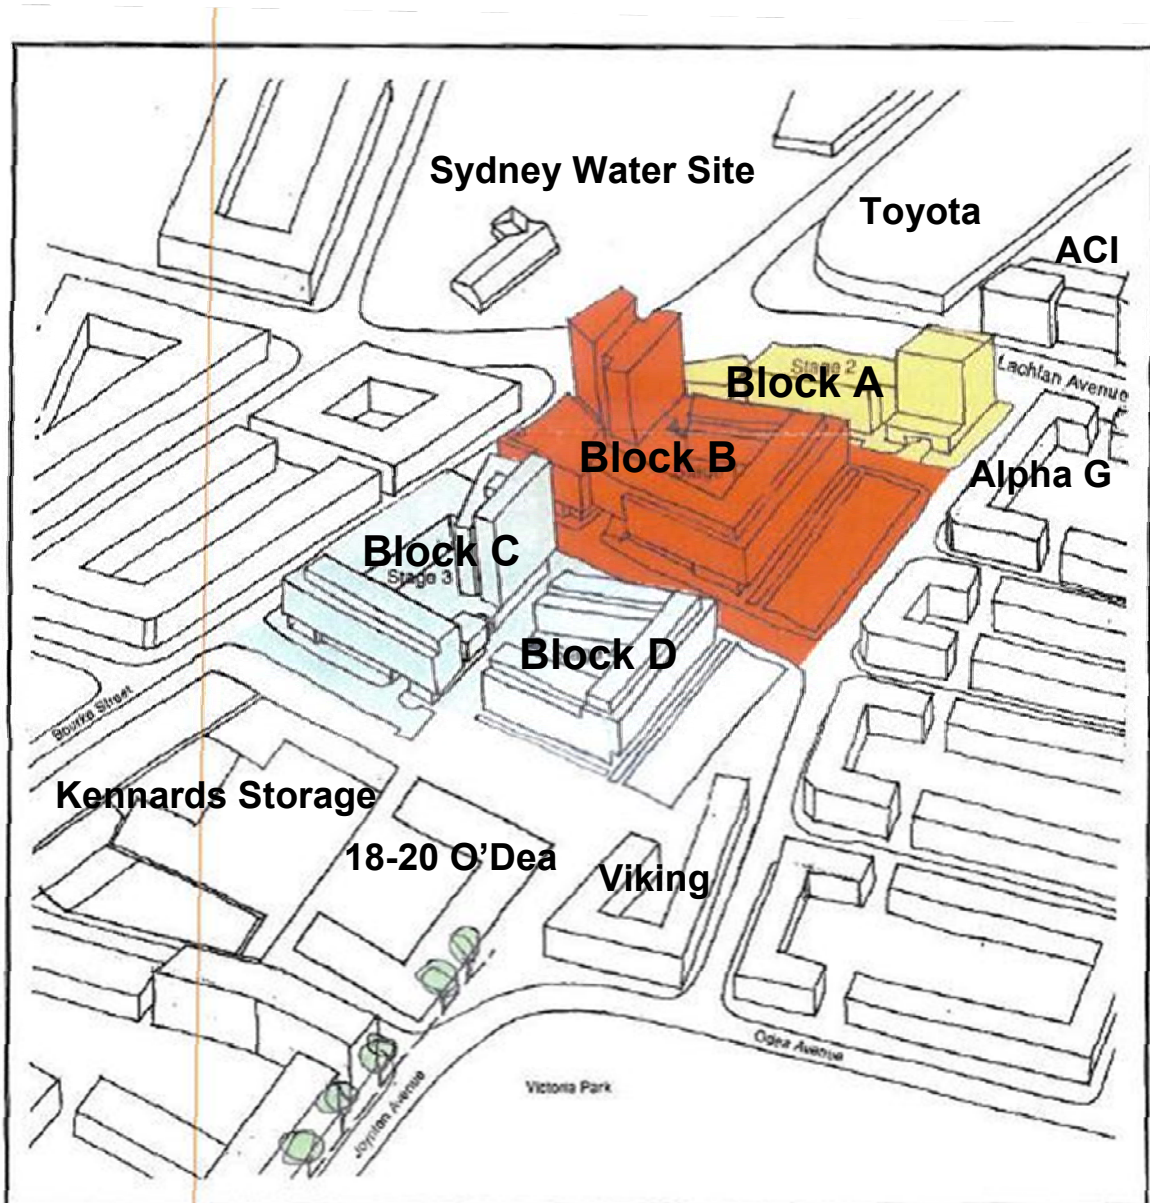 Sydney Water Site
Toyota
ACI
Stage 2
Block A
Lachlan Avenue
Block B
Alpha G
Block C
Stage 3
Block D
Bourke Street
Kennards Storage
18-20 O’Dea
Viking
Odea Avenue
Victoria Park
Joynton Avenue